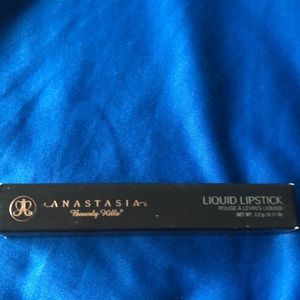 ANASTASIA
Beverly Hills®
LIQUID LIPSTICK
ROUGE À LÈVRES LIQUIDE
NET WT. 3.2 g / 0.11 Oz.